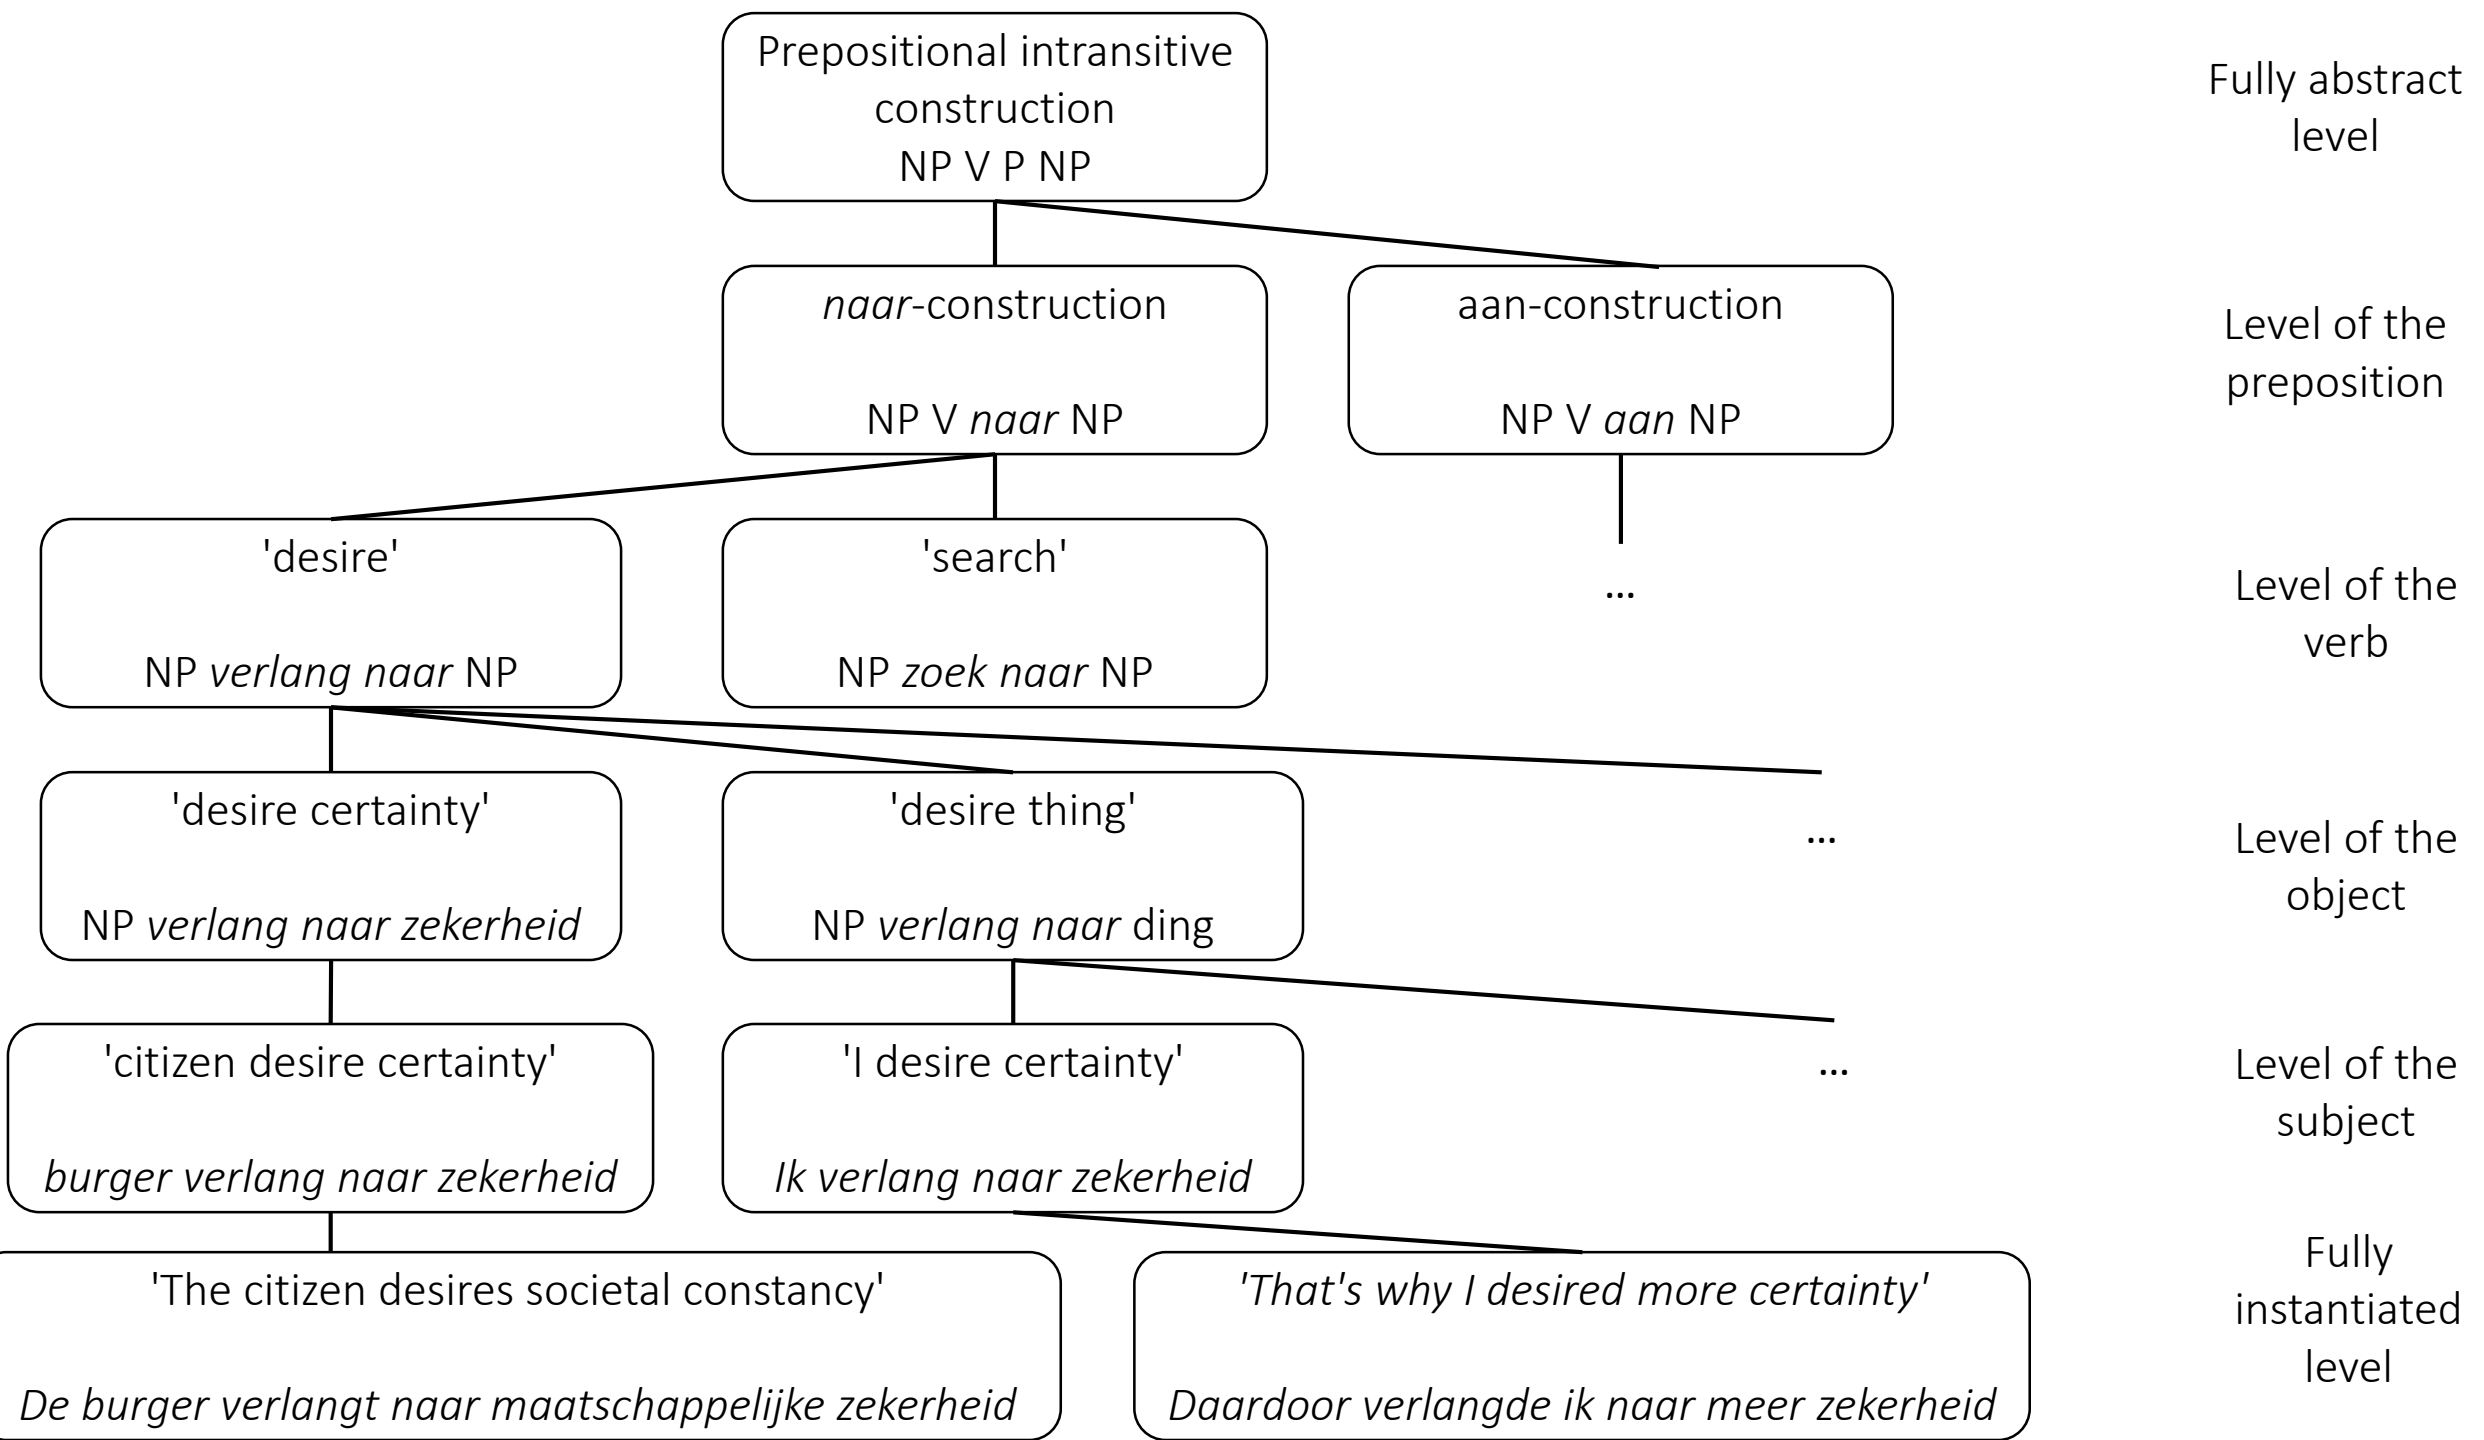 Prepositional intransitive
construction
NP V P NP
Fully abstract
level
naar-construction
NP V naar NP
aan-construction
NP V aan NP
Level of the
preposition
'desire'
NP verlang naar NP
'search'
NP zoek naar NP
...
Level of the
verb
'desire certainty'
NP verlang naar zekerheid
'desire thing'
NP verlang naar ding
...
Level of the
object
'citizen desire certainty'
burger verlang naar zekerheid
'I desire certainty'
Ik verlang naar zekerheid
...
Level of the
subject
'The citizen desires societal constancy'
De burger verlangt naar maatschappelijke zekerheid
'That's why I desired more certainty'
Daardoor verlangde ik naar meer zekerheid
Fully
instantiated
level